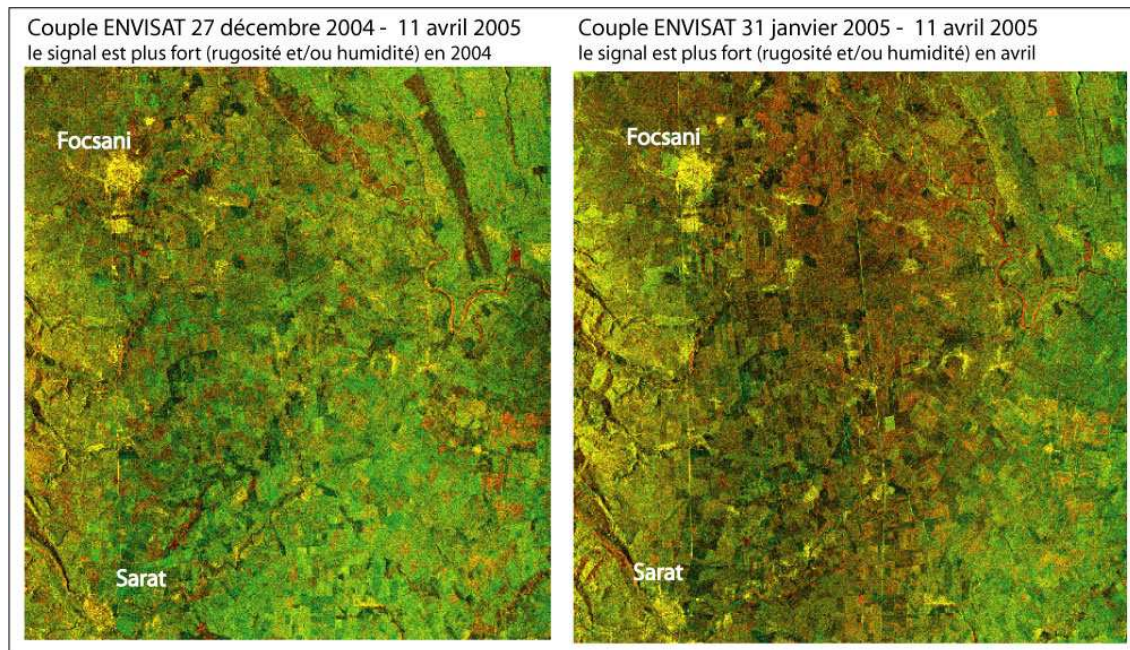 Couple ENVISAT 27 décembre 2004 - 11 avril 2005
le signal est plus fort (rugosité et/ou humidité) en 2004
Focsani
Sarat
Couple ENVISAT 31 janvier 2005 - 11 avril 2005
le signal est plus fort (rugosité et/ou humidité) en avril
Focsani
Sarat